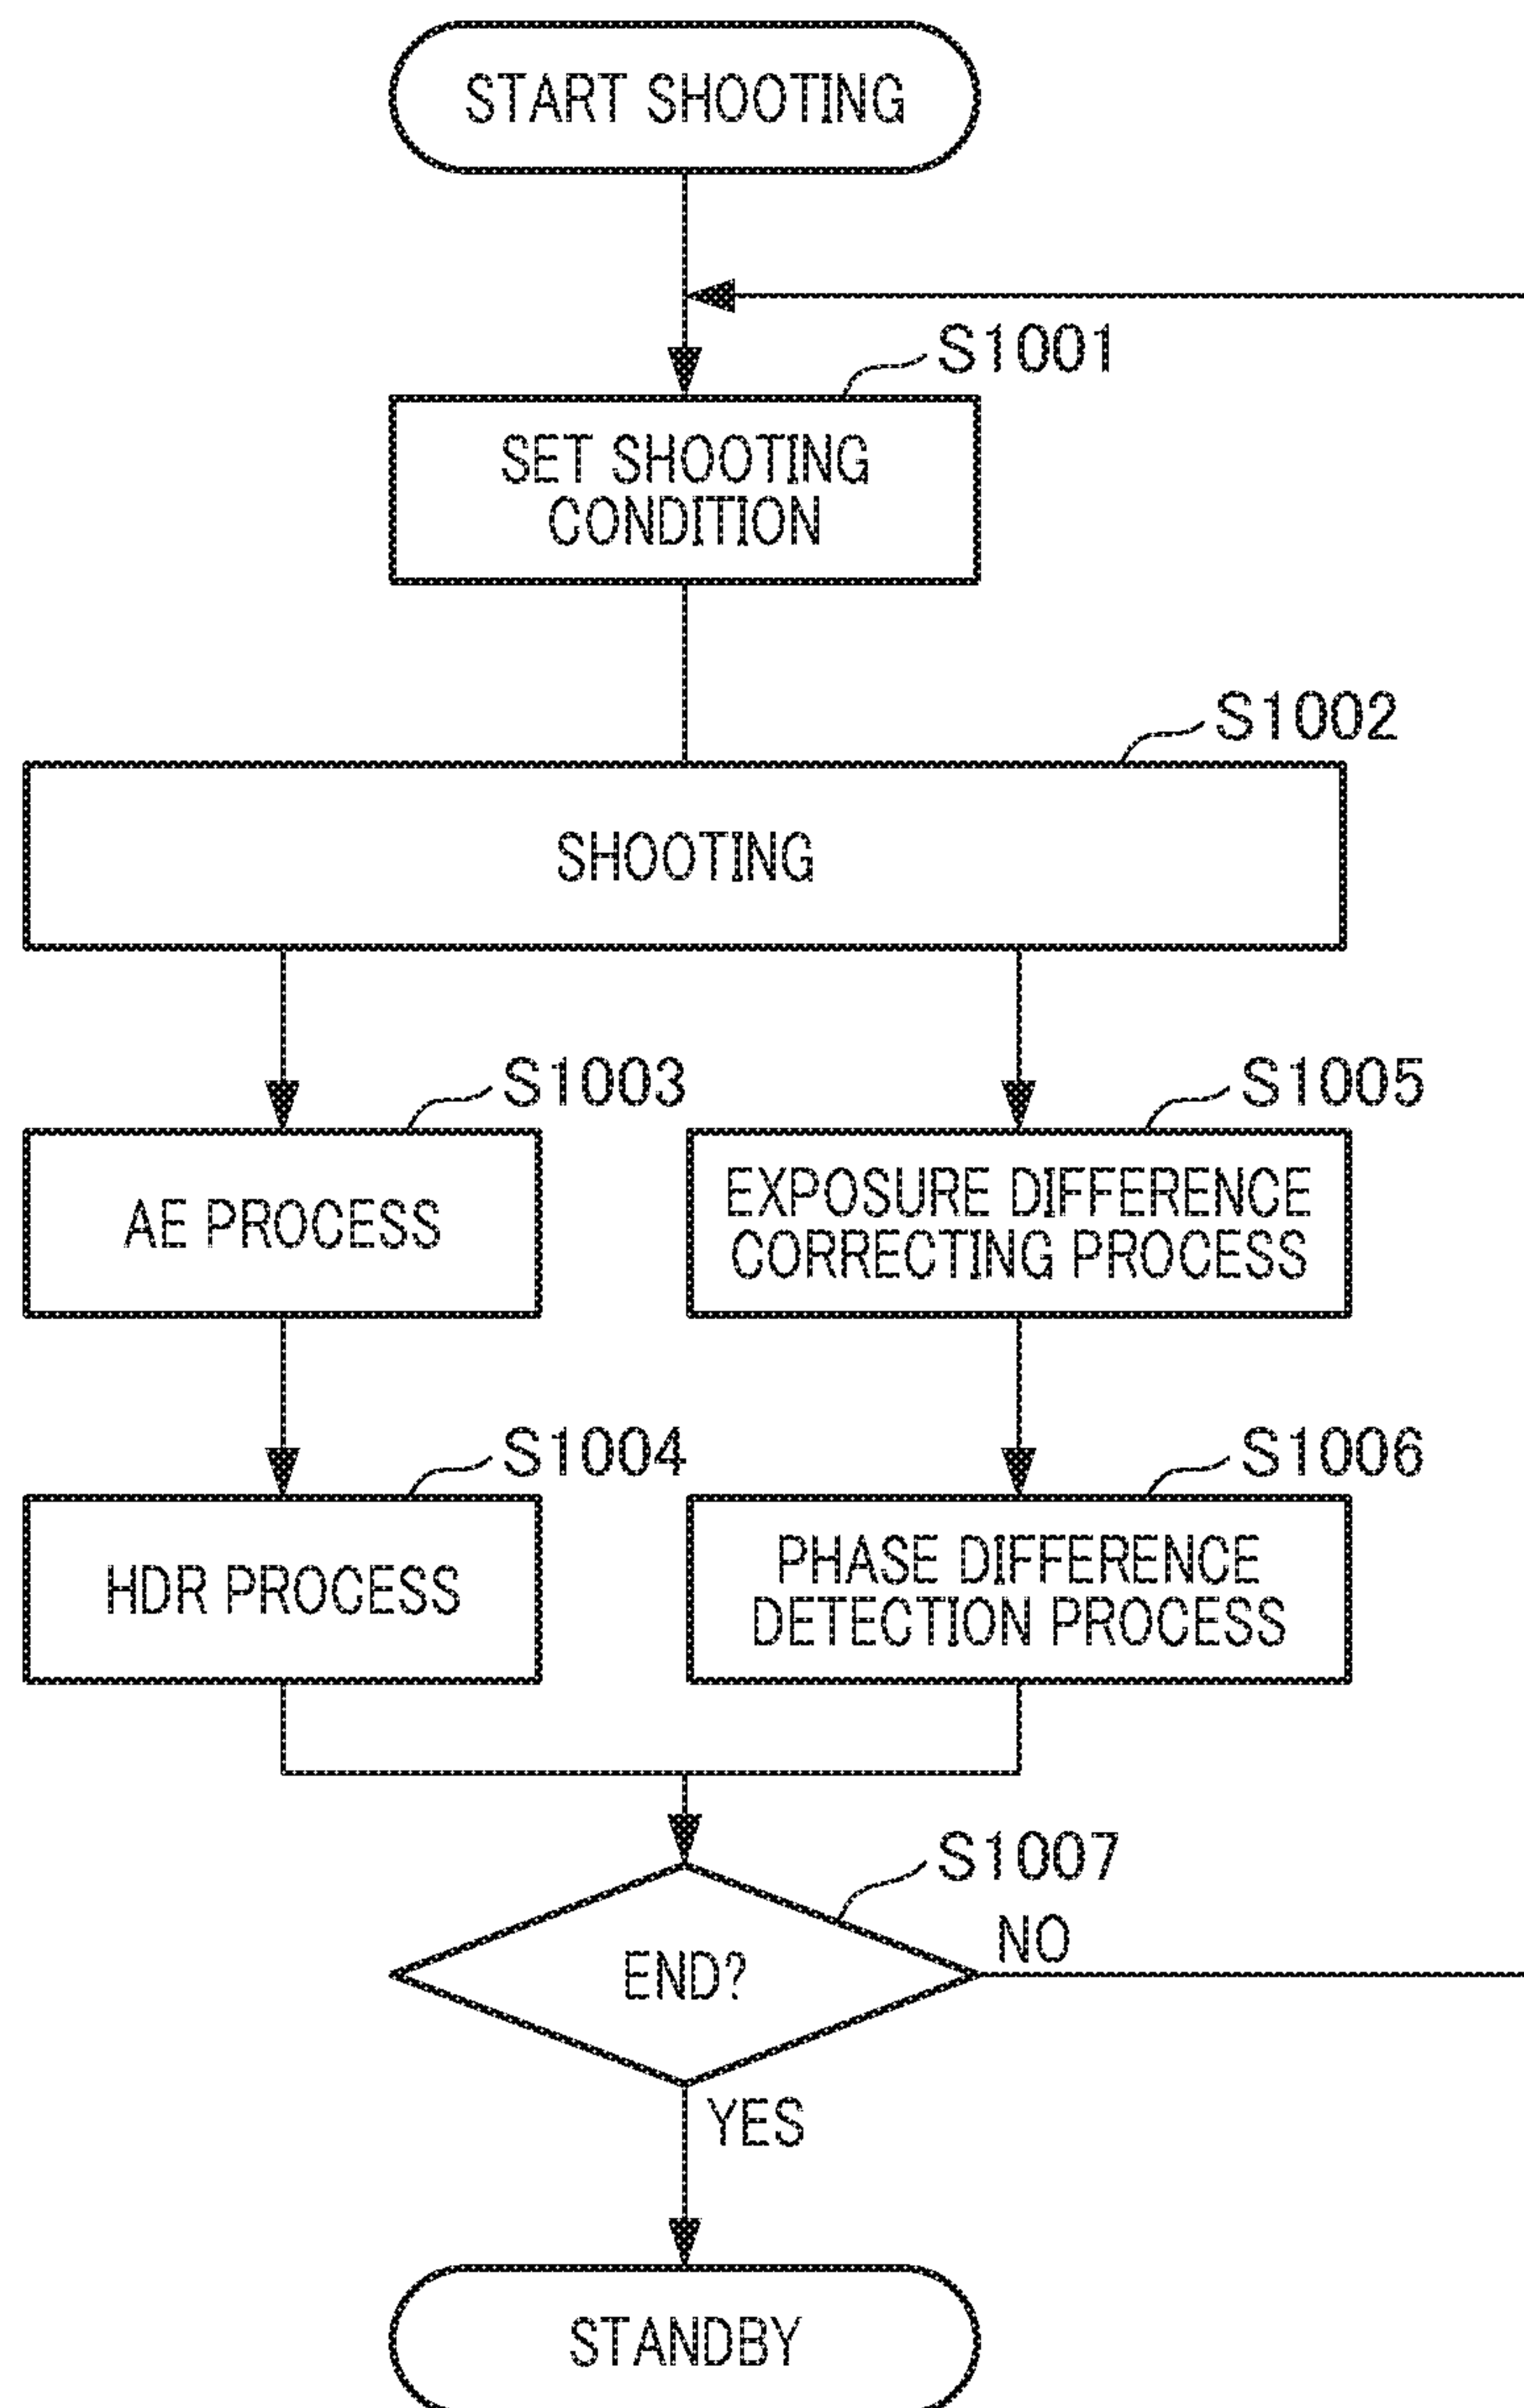 START SHOOTING
S1001
SET SHOOTING
CONDITION
S1002
SHOOTING
S1003
AE PROCESS
S1005
EXPOSURE DIFFERENCE
CORRECTING PROCESS
S1004
HDR PROCESS
S1006
PHASE DIFFERENCE
DETECTION PROCESS
S1007
END?
NO
YES
STANDBY